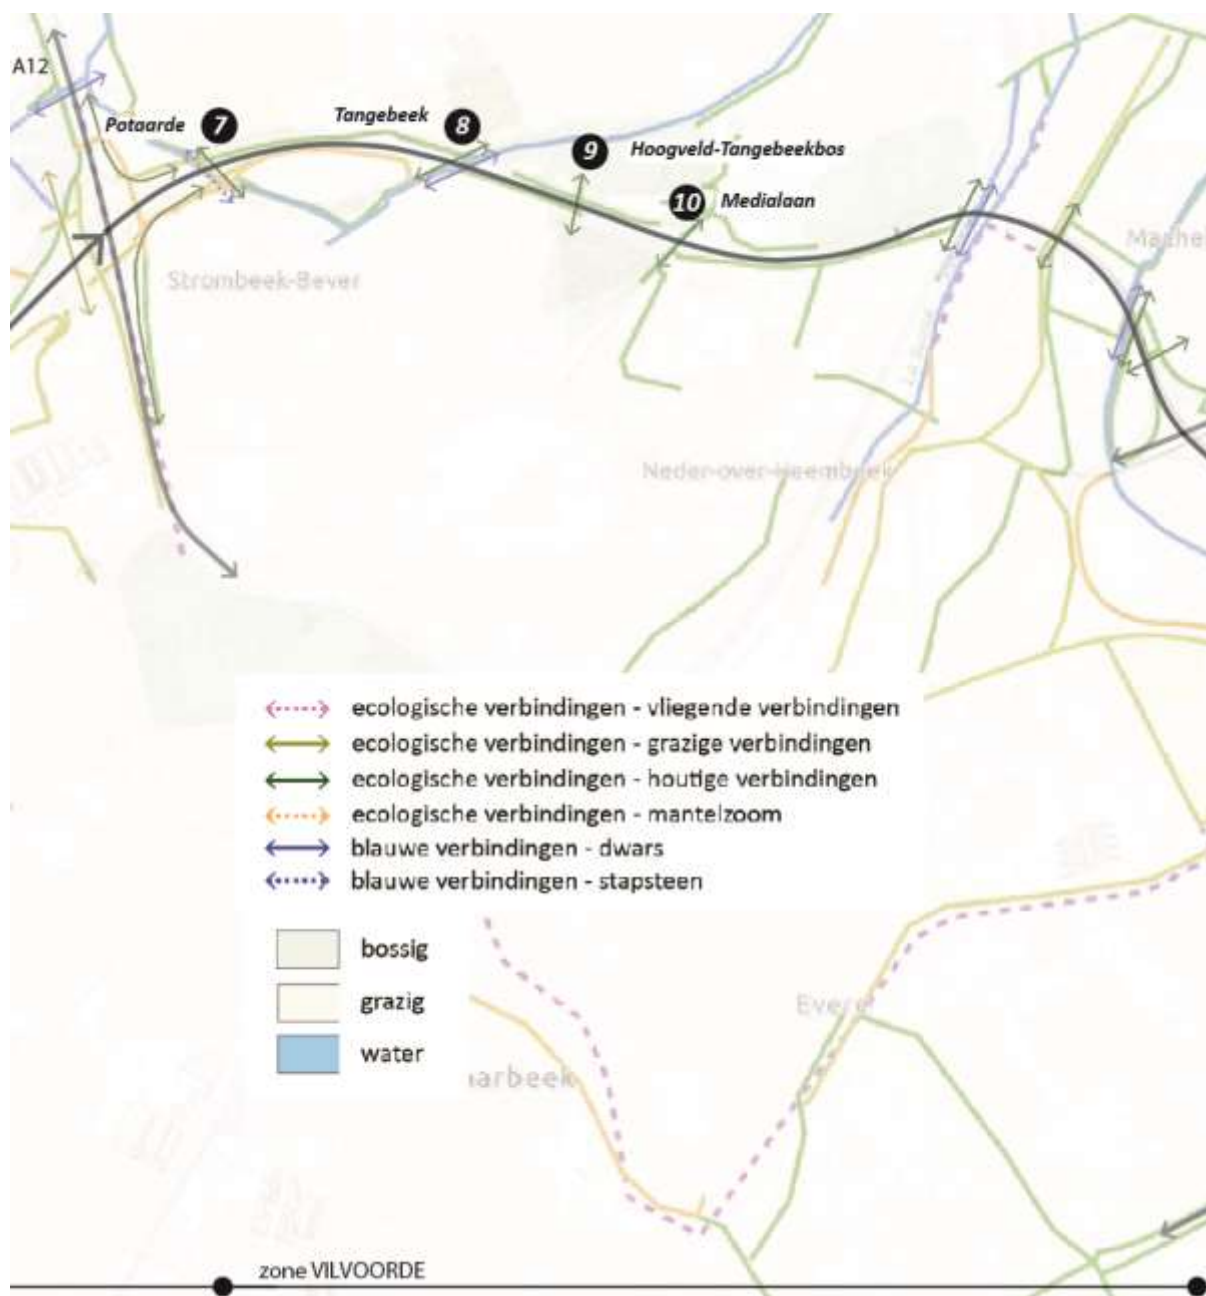 A12
Potaarde 7
Tangebeek 8
9 Hoogveld-Tangebeekbos
10 Medialaan
Strombeek-Bever
Neder-over-Heembeek
ecologische verbindingen - vliegende verbindingen
ecologische verbindingen - grazige verbindingen
ecologische verbindingen - houtige verbindingen
ecologische verbindingen - mantelzoom
blauwe verbindingen - dwars
blauwe verbindingen - stapsteen
bossig
grazig
water
Evere
arbeek
zone VILVOORDE